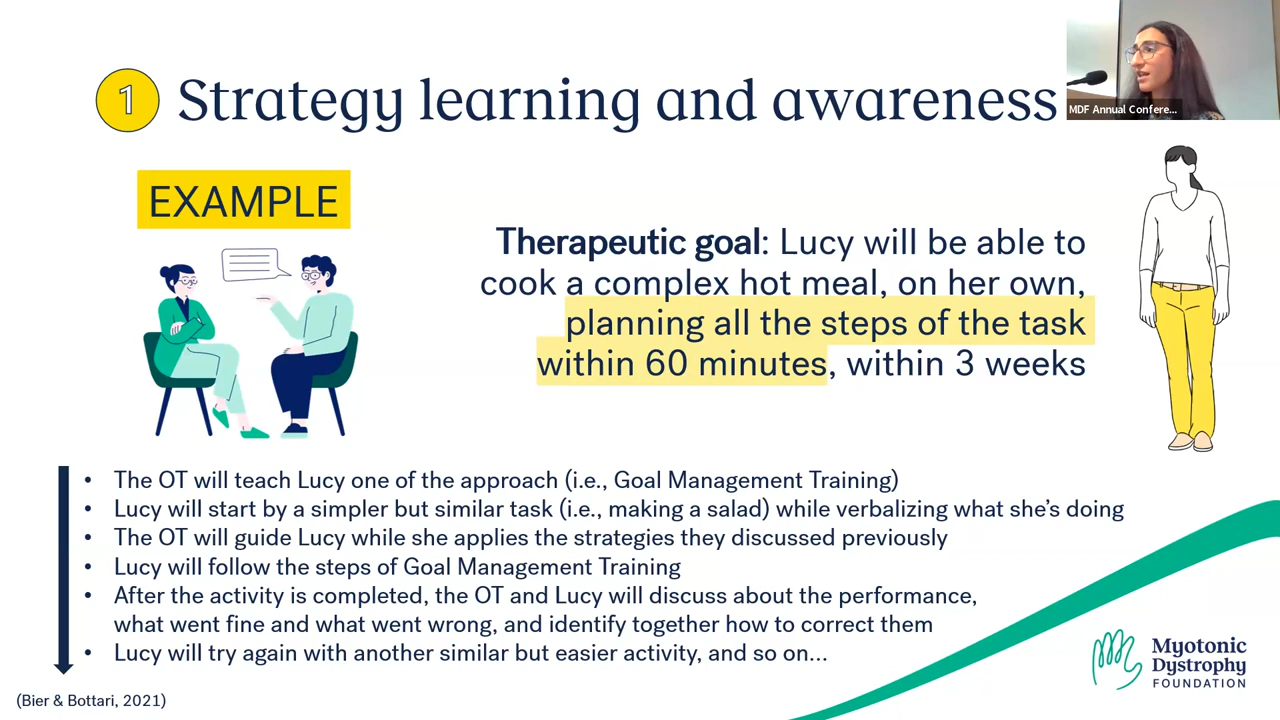 1 Strategy learning and awareness
MDF Annual Confere...
EXAMPLE
Therapeutic goal: Lucy will be able to
cook a complex hot meal, on her own,
planning all the steps of the task
within 60 minutes, within 3 weeks
• The OT will teach Lucy one of the approach (i.e., Goal Management Training)
• Lucy will start by a simpler but similar task (i.e., making a salad) while verbalizing what she's doing
• The OT will guide Lucy while she applies the strategies they discussed previously
• Lucy will follow the steps of Goal Management Training
• After the activity is completed, the OT and Lucy will discuss about the performance,
what went fine and what went wrong, and identify together how to correct them
• Lucy will try again with another similar but easier activity, and so on...
(Bier & Bottari, 2021)
Myotonic
Dystrophy
FOUNDATION